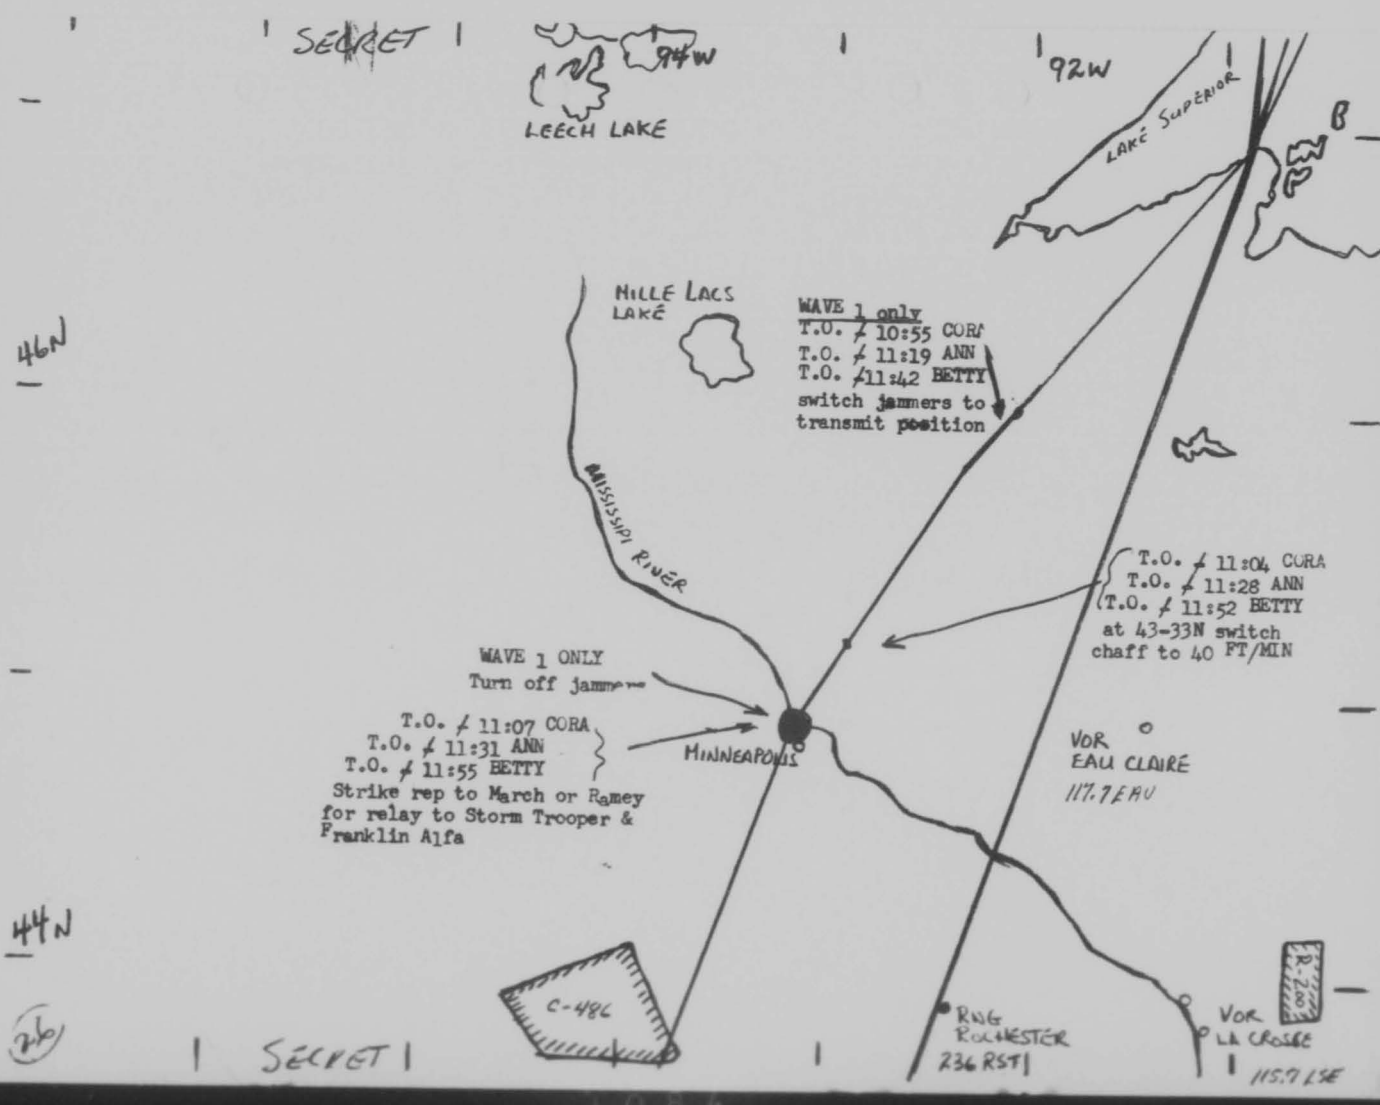 SECRET
94W
92W
LEECH LAKE
LAKE SUPERIOR
B
46N
MILLE LACS
LAKE
WAVE 1 only
T.O. ⌿ 10:55 CORA
T.O. ⌿ 11:19 ANN
T.O. ⌿11:42 BETTY
switch jammers to
transmit position
MISSISSIPI RIVER
T.O. ⌿ 11:04 CORA
T.O. ⌿ 11:28 ANN
T.O. ⌿ 11:52 BETTY
at 43-33N switch
chaff to 40 FT/MIN
WAVE 1 ONLY
Turn off jammers
T.O. ⌿ 11:07 CORA
T.O. ⌿ 11:31 ANN
T.O. ⌿ 11:55 BETTY
Strike rep to March or Ramey
for relay to Storm Trooper &
Franklin Alfa
MINNEAPOLIS
VOR
EAU CLAIRE
117.7 EAU
44N
C-486
R-200
RNG
ROCHESTER
236 RST
VOR
LA CROSSE
115.7 LSE
26
SECRET